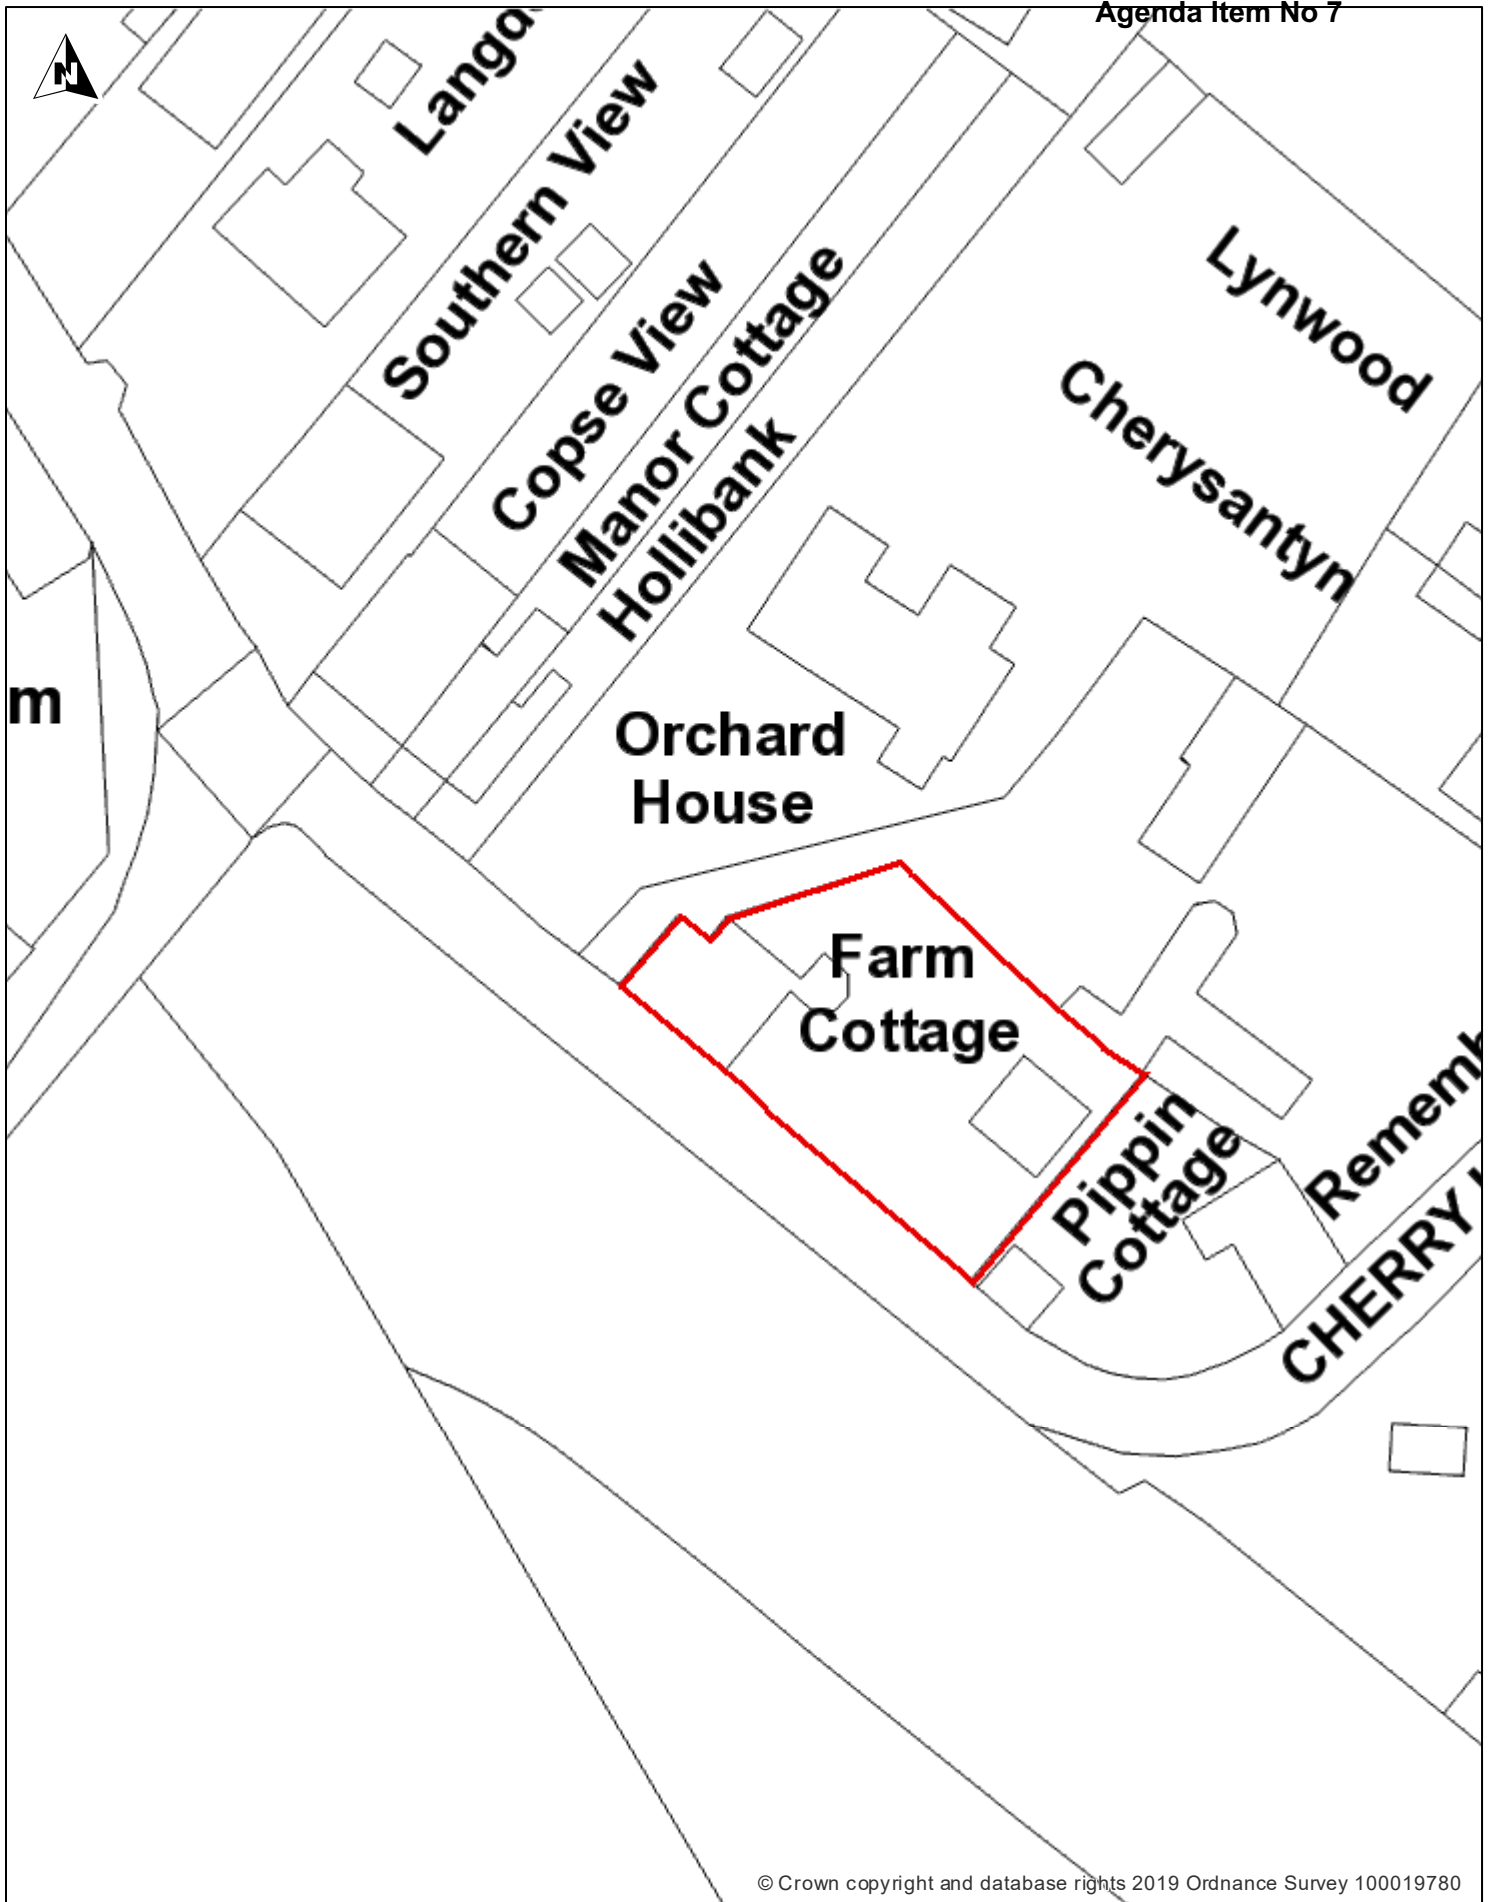 Agenda Item No 7
N
Southern View
Copse View
Manor Cottage
Hollibank
Lynwood
Cherysantyn
m
Orchard
House
Farm
Cottage
Pippin
Cottage
CHERRY
© Crown copyright and database rights 2019 Ordnance Survey 100019780